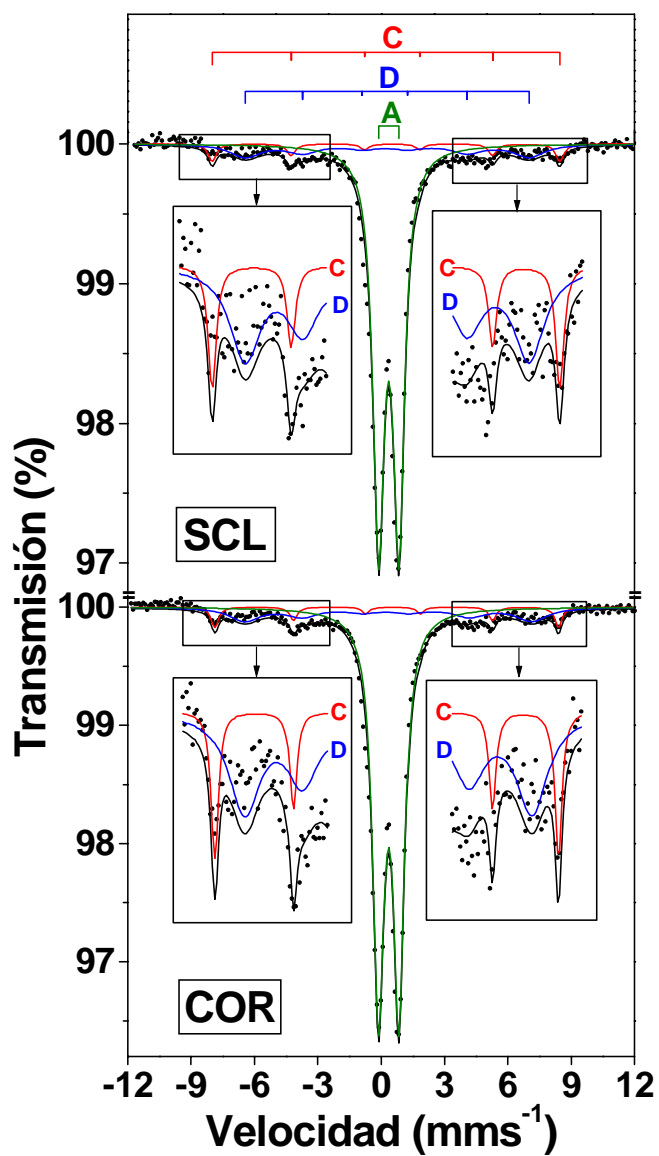 C
D
A
100
C
C
99
D
D
98
SCL
97
100
C
C
99
D
D
98
97
COR
-12 -9 -6 -3 0 3 6 9 12
Velocidad (mms⁻¹)
Transmisión (%)